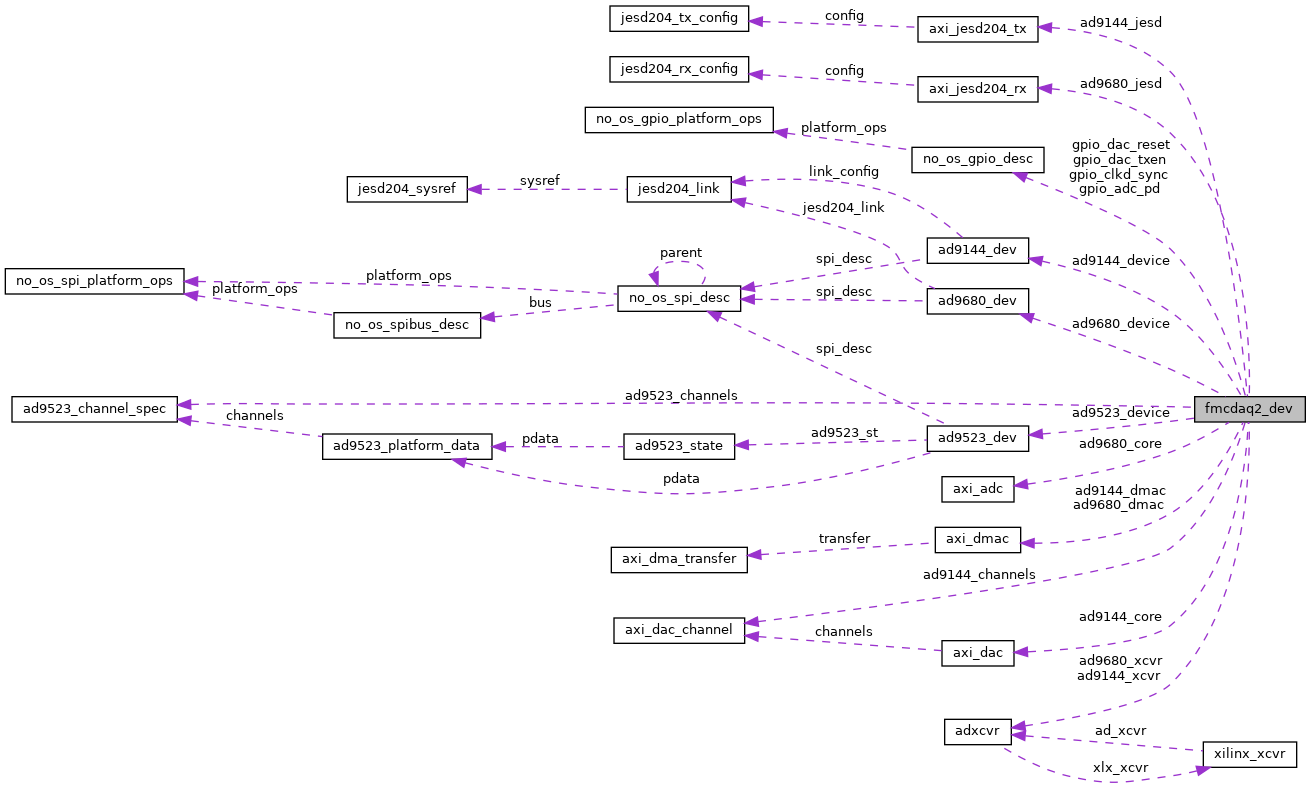 jesd204_tx_config
config
axi_jesd204_tx
ad9144_jesd
jesd204_rx_config
config
axi_jesd204_rx
ad9680_jesd
no_os_gpio_platform_ops
platform_ops
no_os_gpio_desc
gpio_dac_reset
gpio_dac_txen
gpio_clkd_sync
gpio_adc_pd
jesd204_sysref
sysref
jesd204_link
link_config
jesd204_link
ad9144_dev
ad9144_device
no_os_spi_platform_ops
platform_ops
platform_ops
no_os_spibus_desc
bus
parent
no_os_spi_desc
spi_desc
spi_desc
ad9680_dev
ad9680_device
spi_desc
ad9523_channel_spec
ad9523_channels
channels
ad9523_platform_data
pdata
ad9523_state
ad9523_st
ad9523_dev
ad9523_device
fmcdaq2_dev
pdata
axi_adc
ad9680_core
axi_dma_transfer
transfer
axi_dmac
ad9144_dmac
ad9680_dmac
ad9144_channels
axi_dac_channel
channels
axi_dac
ad9144_core
ad9680_xcvr
ad9144_xcvr
adxcvr
ad_xcvr
xilinx_xcvr
xlx_xcvr